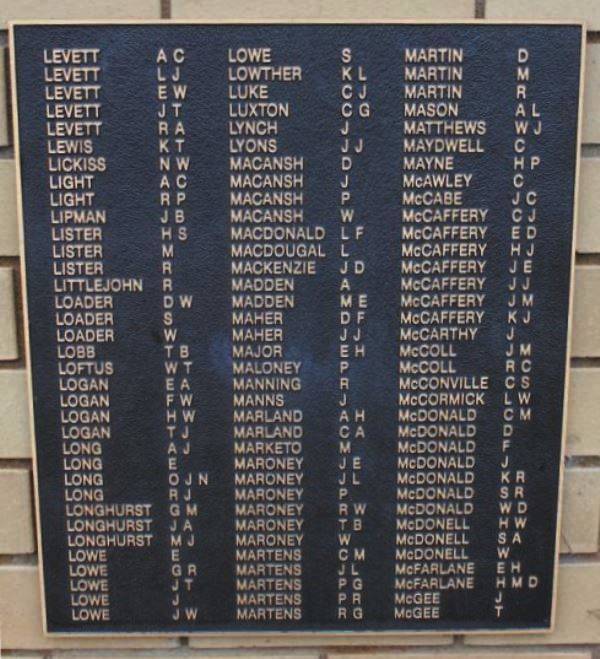 LEVETT A C
LEVETT L J
LEVETT E W
LEVETT J T
LEVETT R A
LEWIS K T
LICKISS N W
LIGHT A C
LIGHT R P
LIPMAN J B
LISTER H S
LISTER M
LISTER R
LITTLEJOHN R
LOADER D W
LOADER S
LOADER W
LOBB T B
LOFTUS W T
LOGAN E A
LOGAN F W
LOGAN H W
LOGAN T J
LONG A J
LONG E
LONG O J N
LONG R J
LONGHURST G M
LONGHURST J A
LONGHURST M J
LOWE E
LOWE G R
LOWE J T
LOWE J
LOWE J W
LOWE S
LOWTHER K L
LUKE C J
LUXTON C G
LYNCH J
LYONS J J
MACANSH D
MACANSH J
MACANSH P
MACANSH W
MACDONALD L F
MACDOUGAL L
MACKENZIE J D
MADDEN A
MADDEN M E
MAHER D F
MAHER J J
MAJOR E H
MALONEY P
MANNING R
MANNS J
MARLAND A H
MARLAND C A
MARKETO M
MARONEY J E
MARONEY J L
MARONEY P
MARONEY R W
MARONEY T B
MARONEY W
MARTENS C M
MARTENS J L
MARTENS P G
MARTENS P R
MARTENS R G
MARTIN D
MARTIN M
MARTIN R
MASON A L
MATTHEWS W J
MAYDWELL C
MAYNE H P
McAWLEY C
McCABE J C
McCAFFERY C J
McCAFFERY E D
McCAFFERY H J
McCAFFERY J E
McCAFFERY J J
McCAFFERY J M
McCAFFERY K J
McCARTHY J
McCOLL J M
McCOLL R C
McCONVILLE C S
McCORMICK L W
McDONALD C M
McDONALD D
McDONALD F
McDONALD J
McDONALD K R
McDONALD S R
McDONALD W D
McDONELL H W
McDONELL S A
McDONELL W
McFARLANE E H
McFARLANE H M D
McGEE J
McGEE T